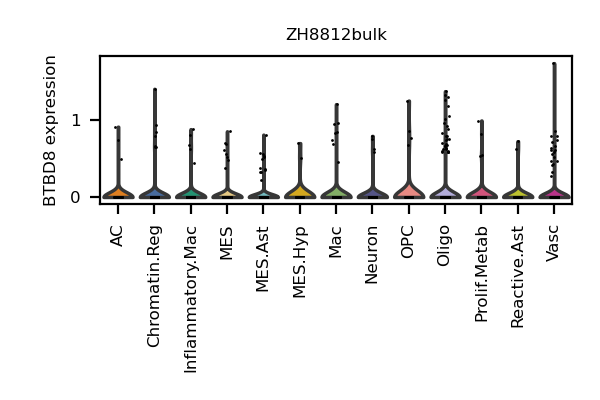 ZH8812bulk
BTBD8 expression
1
0
AC
Chromatin.Reg
Inflammatory.Mac
MES
MES.Ast
MES.Hyp
Mac
Neuron
OPC
Oligo
Prolif.Metab
Reactive.Ast
Vasc